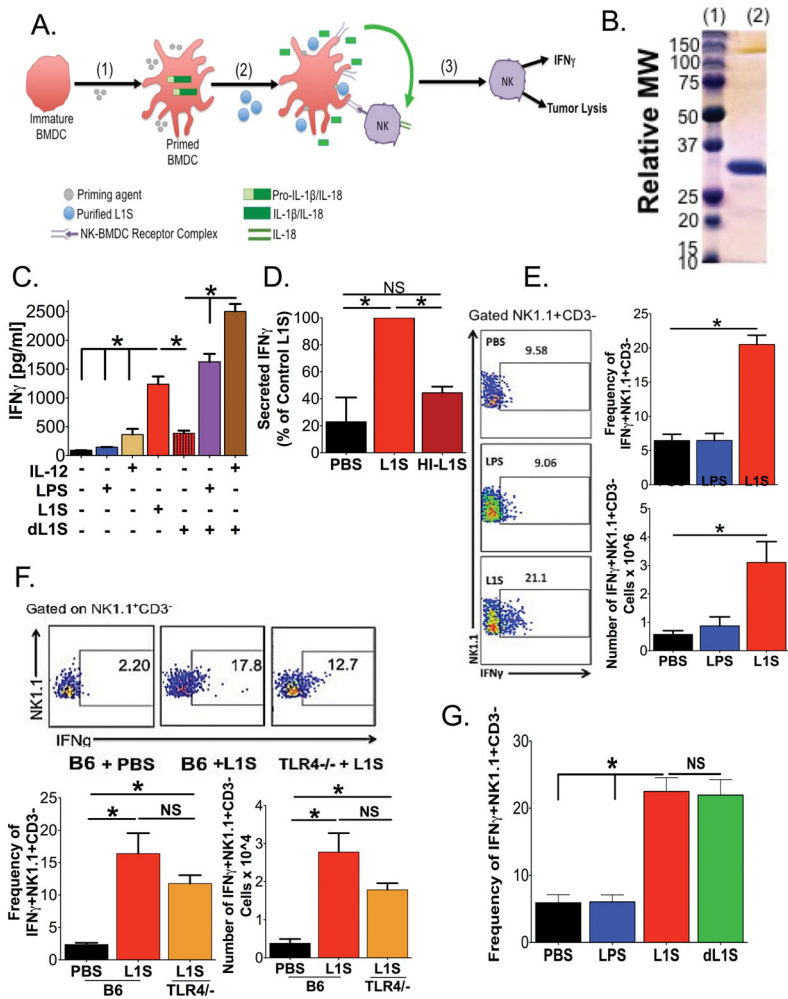 A.
(1)
(2)
(3)
Immature
BMDC
Primed
BMDC
NK
NK
IFNγ
Tumor Lysis
Priming agent
Purified L1S
NK-BMDC Receptor Complex
Pro-IL-1β/IL-18
IL-1β/IL-18
IL-18
B.
(1) (2)
Relative MW
150
100
75
50
37
25
20
15
10
C.
IFNγ [pg/ml]
2500
2000
1500
1000
500
0
*
*
*
IL-12 - - + - - - +
LPS - + - - - + -
L1S - - - + - - -
dL1S - - - - + + +
D.
Secreted IFNγ
(% of Control L1S)
100
80
60
40
20
0
NS
*
*
PBS L1S HI-L1S
E.
Gated NK1.1+CD3-
PBS
9.58
LPS
9.06
L1S
21.1
NK1.1
IFNγ
Frequency of
IFNγ+NK1.1+CD3-
25
20
15
10
5
0
*
LPS L1S
Number of IFNγ+NK1.1+CD3-
Cells x 10^6
5
4
3
2
1
0
*
PBS LPS L1S
F.
Gated on NK1.1+CD3-
NK1.1
2.20
17.8
12.7
IFNg
B6 + PBS B6 +L1S TLR4-/- + L1S
Frequency of
IFNγ+NK1.1+CD3-
25
20
15
10
5
0
*
*
NS
PBS L1S L1S
B6 TLR4/-
Number of IFNγ+NK1.1+CD3-
Cells x 10^4
4
3
2
1
0
*
*
NS
PBS L1S L1S
B6 TLR4/-
G.
Frequency of IFNγ+NK1.1+CD3-
30
20
10
0
*
NS
PBS LPS L1S dL1S